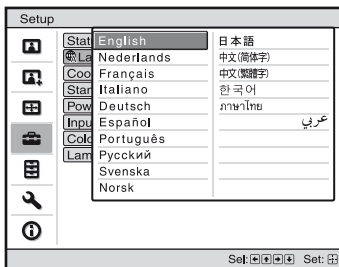 Setup
Stat
La
Coo
Star
Pow
Inpu
Colo
Lam
English
Nederlands
Français
Italiano
Deutsch
Español
Português
Русский
Svenska
Norsk
日本語
中文(简体字)
中文(繁體字)
한국어
ภาษาไทย
عربي
Sel: Set: